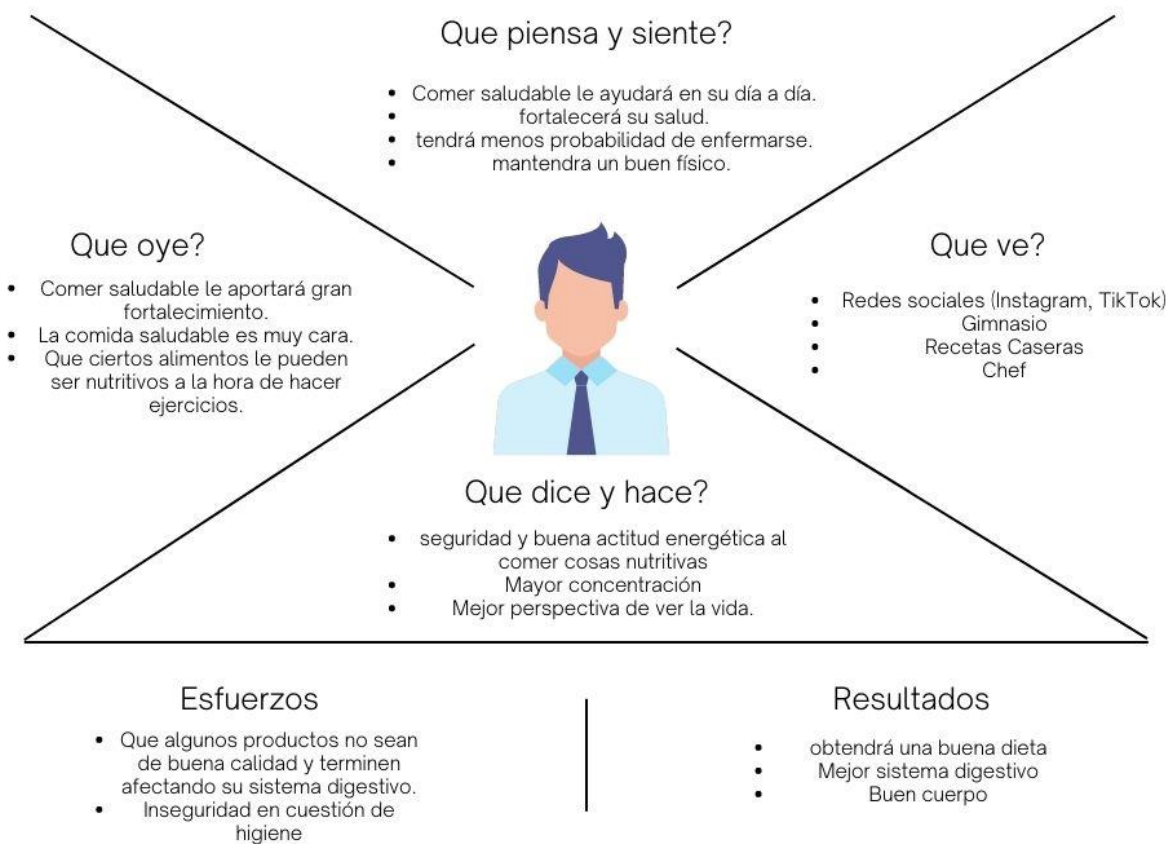 Que piensa y siente?
• Comer saludable le ayudará en su día a día.
• fortalecerá su salud.
• tendrá menos probabilidad de enfermarse.
• mantendra un buen físico.
Que oye?
• Comer saludable le aportará gran
fortalecimiento.
• La comida saludable es muy cara.
• Que ciertos alimentos le pueden
ser nutritivos a la hora de hacer
ejercicios.
Que ve?
• Redes sociales (Instagram, TikTok)
• Gimnasio
• Recetas Caseras
• Chef
Que dice y hace?
• seguridad y buena actitud energética al
comer cosas nutritivas
• Mayor concentración
• Mejor perspectiva de ver la vida.
Esfuerzos
• Que algunos productos no sean
de buena calidad y terminen
afectando su sistema digestivo.
• Inseguridad en cuestión de
higiene
Resultados
• obtendrá una buena dieta
• Mejor sistema digestivo
• Buen cuerpo